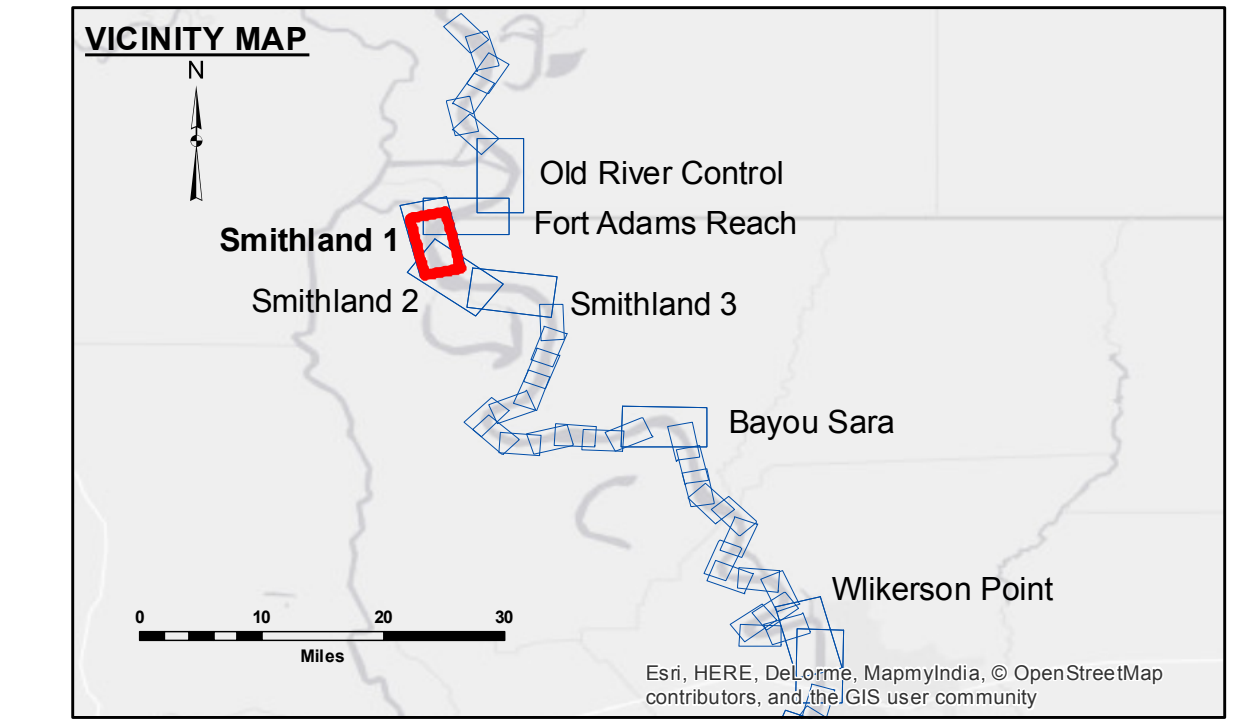 VICINITY MAP
N
Old River Control
Fort Adams Reach
Smithland 1
Smithland 2
Smithland 3
Bayou Sara
Wlikerson Point
0 10 20 30
Miles
Esri, HERE, DeLorme, MapmyIndia, © OpenStreetMap
contributors, and the GIS user community